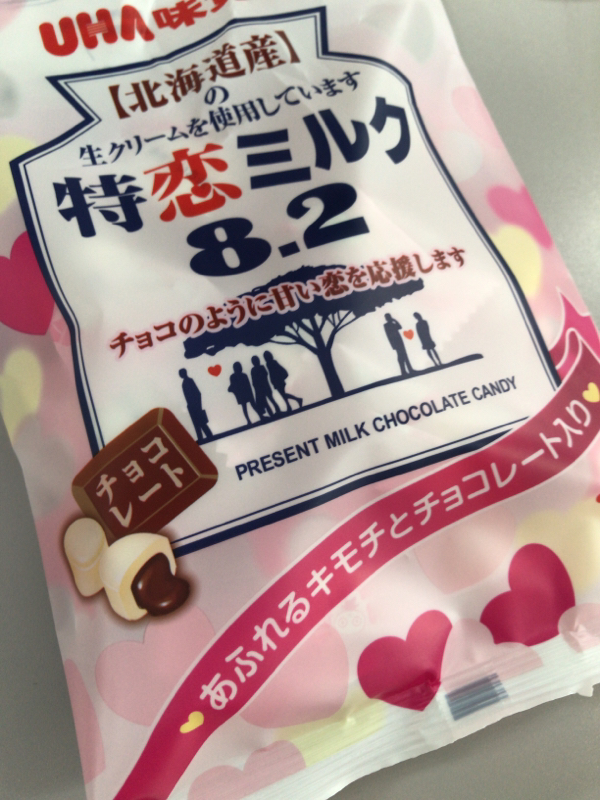 UHA味
【北海道産】
の
生クリームを使用しています
特恋ミルク
8.2
チョコのように甘い恋を応援します
PRESENT MILK CHOCOLATE CANDY
チョコ
レート
あふれるキモチとチョコレート入り